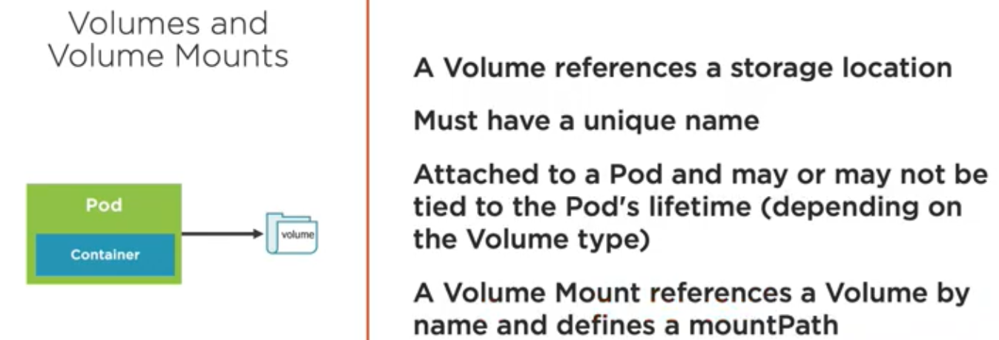 Volumes and
Volume Mounts
Pod
Container
volume
A Volume references a storage location
Must have a unique name
Attached to a Pod and may or may not be
tied to the Pod's lifetime (depending on
the Volume type)
A Volume Mount references a Volume by
name and defines a mountPath